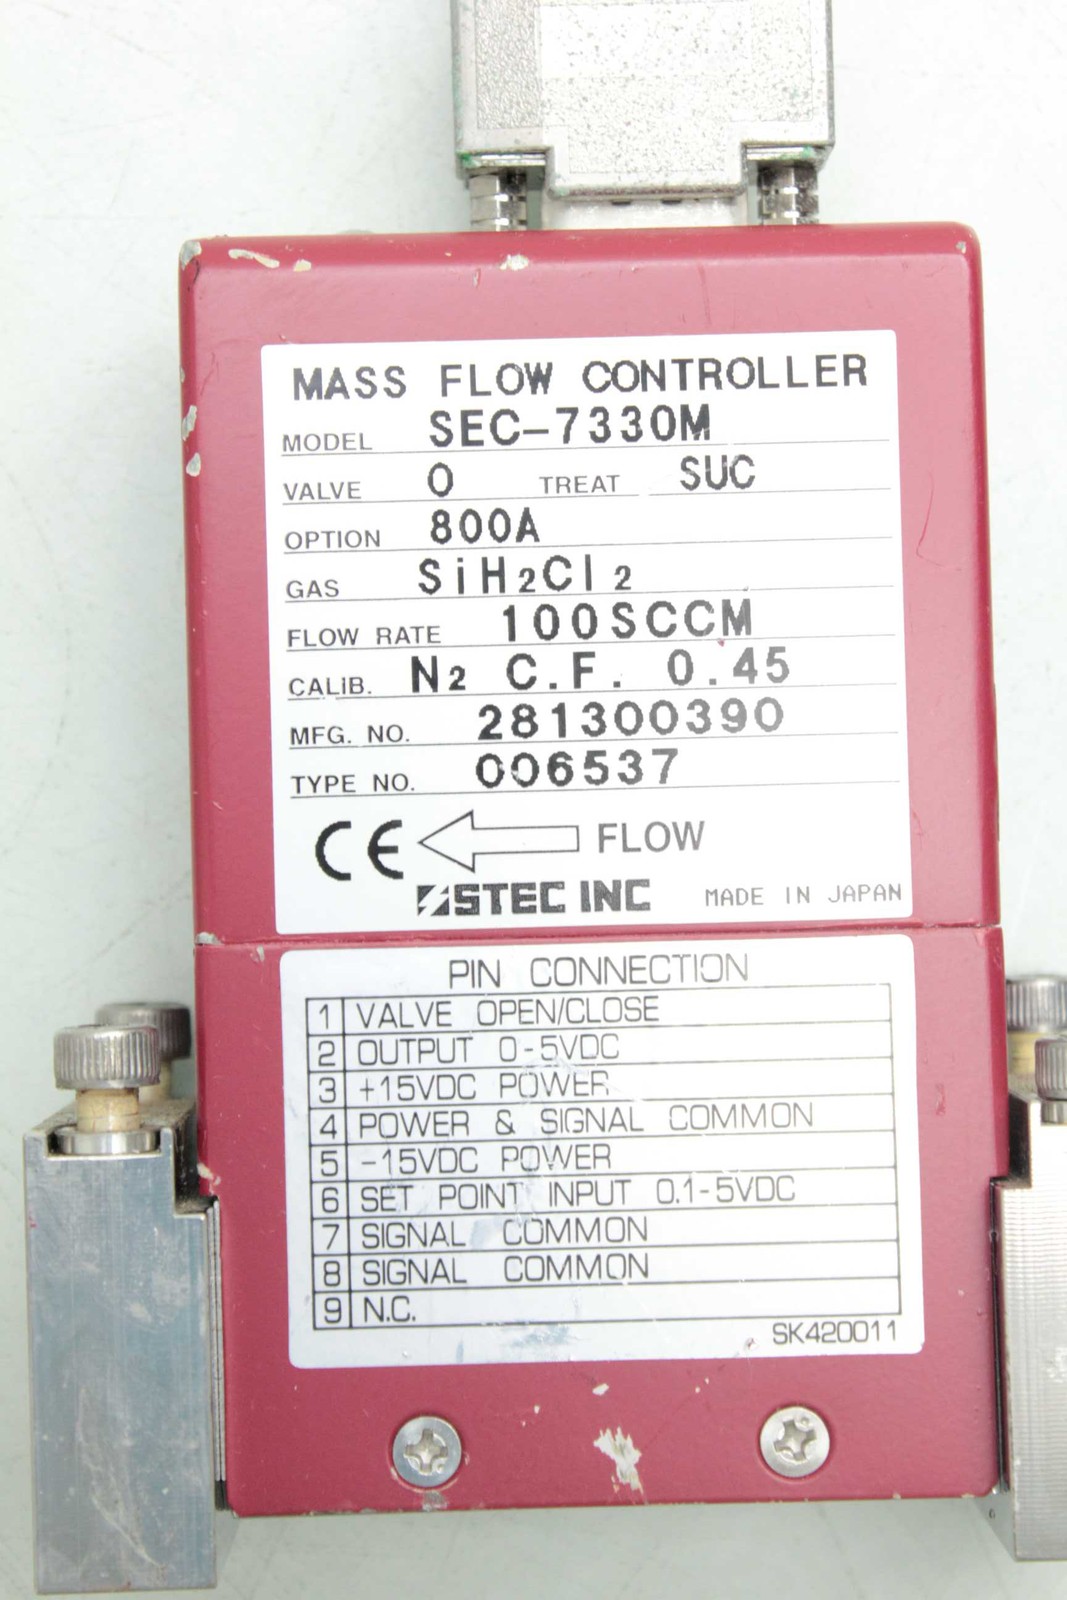 MASS FLOW CONTROLLER
MODEL SEC-7330M
VALVE O TREAT SUC
OPTION 800A
GAS SiH2Cl2
FLOW RATE 100SCCM
CALIB. N2 C.F. 0.45
MFG. NO. 281300390
TYPE NO. 006537
CE FLOW
STEC INC MADE IN JAPAN
PIN CONNECTION
1 VALVE OPEN/CLOSE
2 OUTPUT 0-5VDC
3 +15VDC POWER
4 POWER & SIGNAL COMMON
5 -15VDC POWER
6 SET POINT INPUT 0.1-5VDC
7 SIGNAL COMMON
8 SIGNAL COMMON
9 N.C.
SK420011